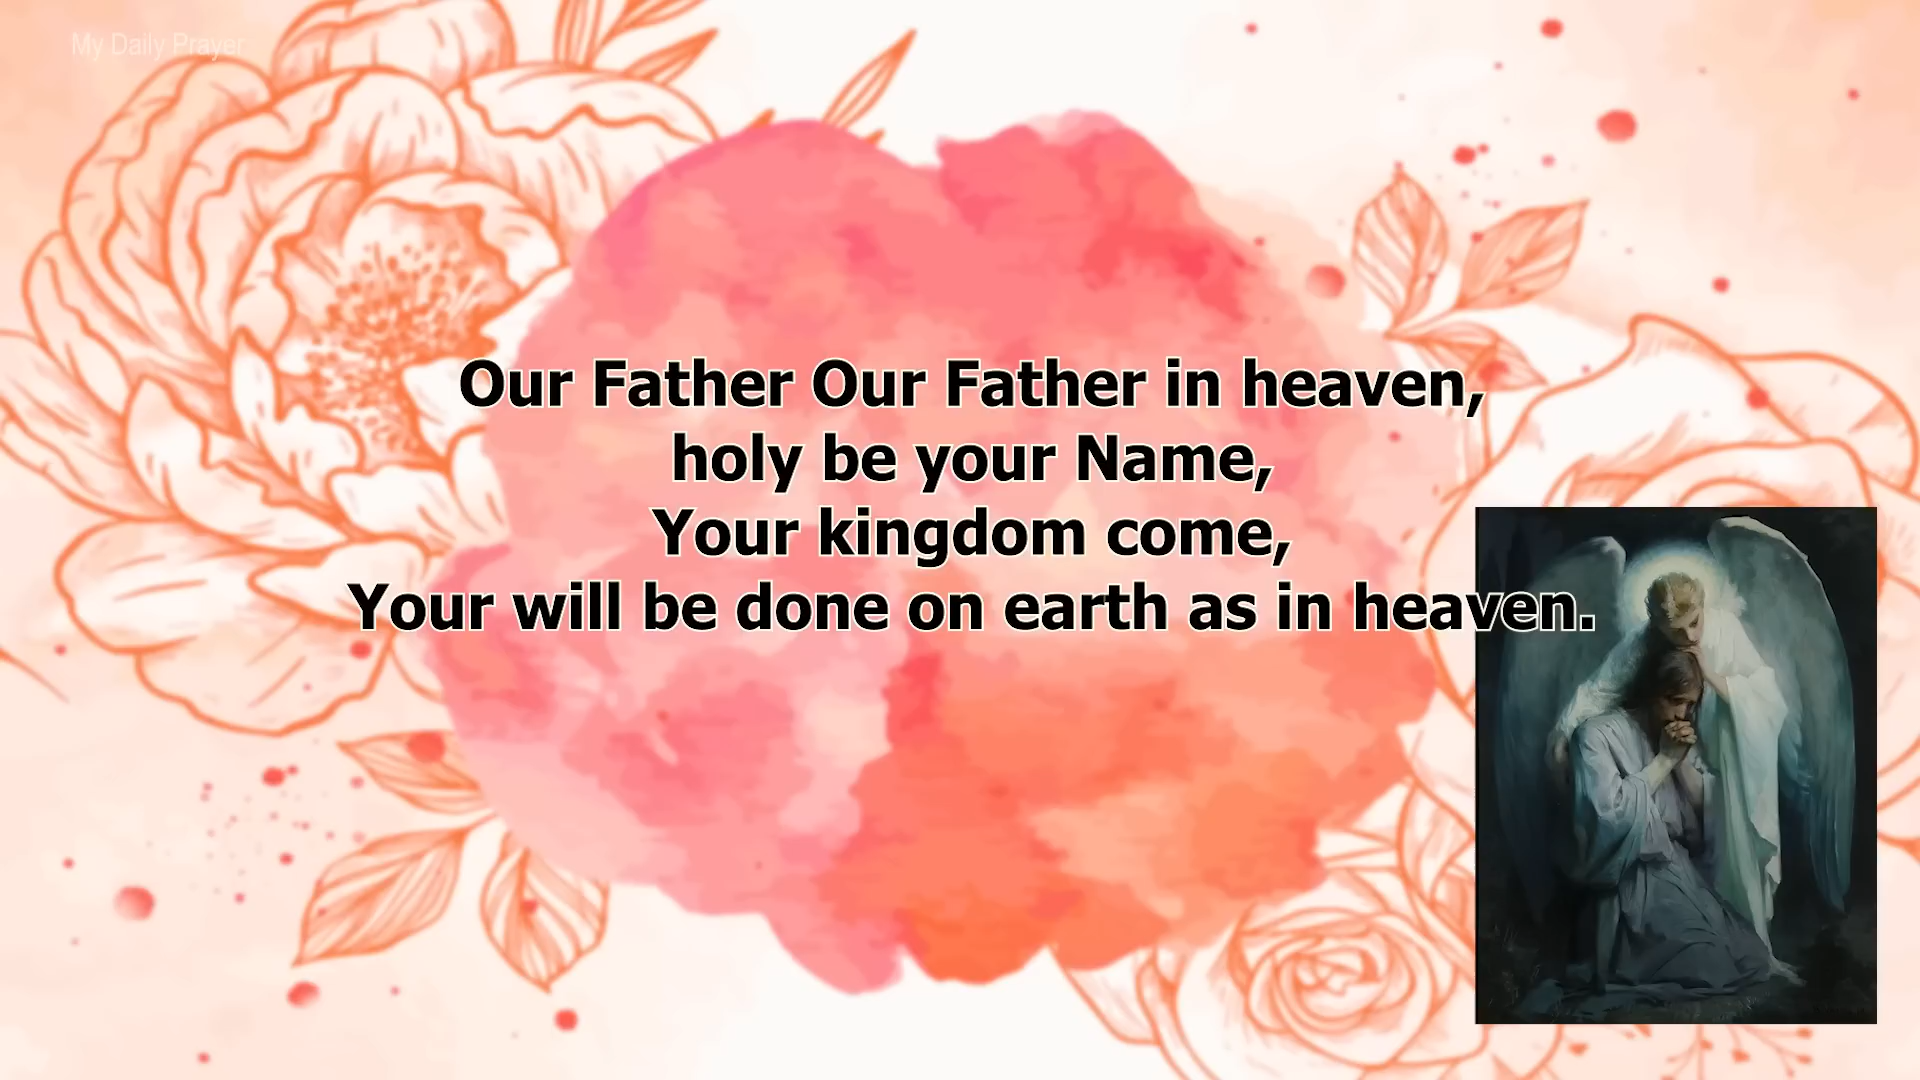 My Daily Prayer
Our Father Our Father in heaven,
holy be your Name,
Your kingdom come,
Your will be done on earth as in heaven.